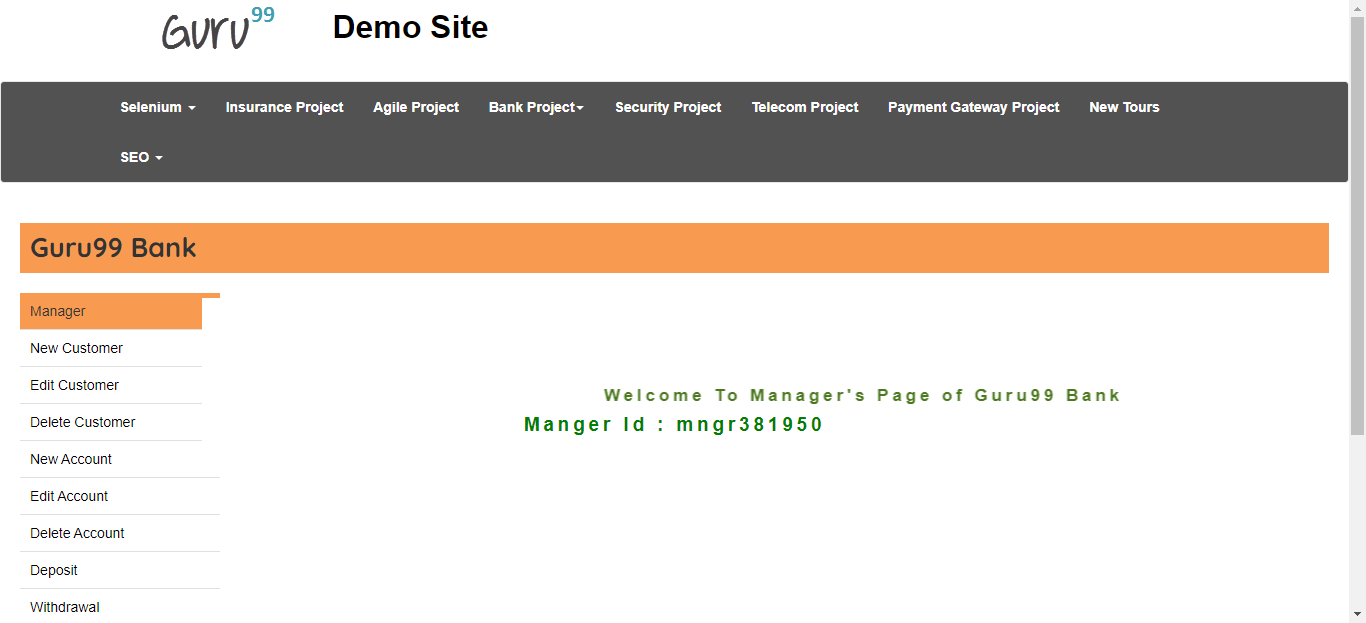 Guru99 Demo Site
Selenium Insurance Project Agile Project Bank Project Security Project Telecom Project Payment Gateway Project New Tours
SEO
Guru99 Bank
Manager
New Customer
Edit Customer
Delete Customer
New Account
Edit Account
Delete Account
Deposit
Withdrawal
Welcome To Manager's Page of Guru99 Bank
Manger Id : mngr381950